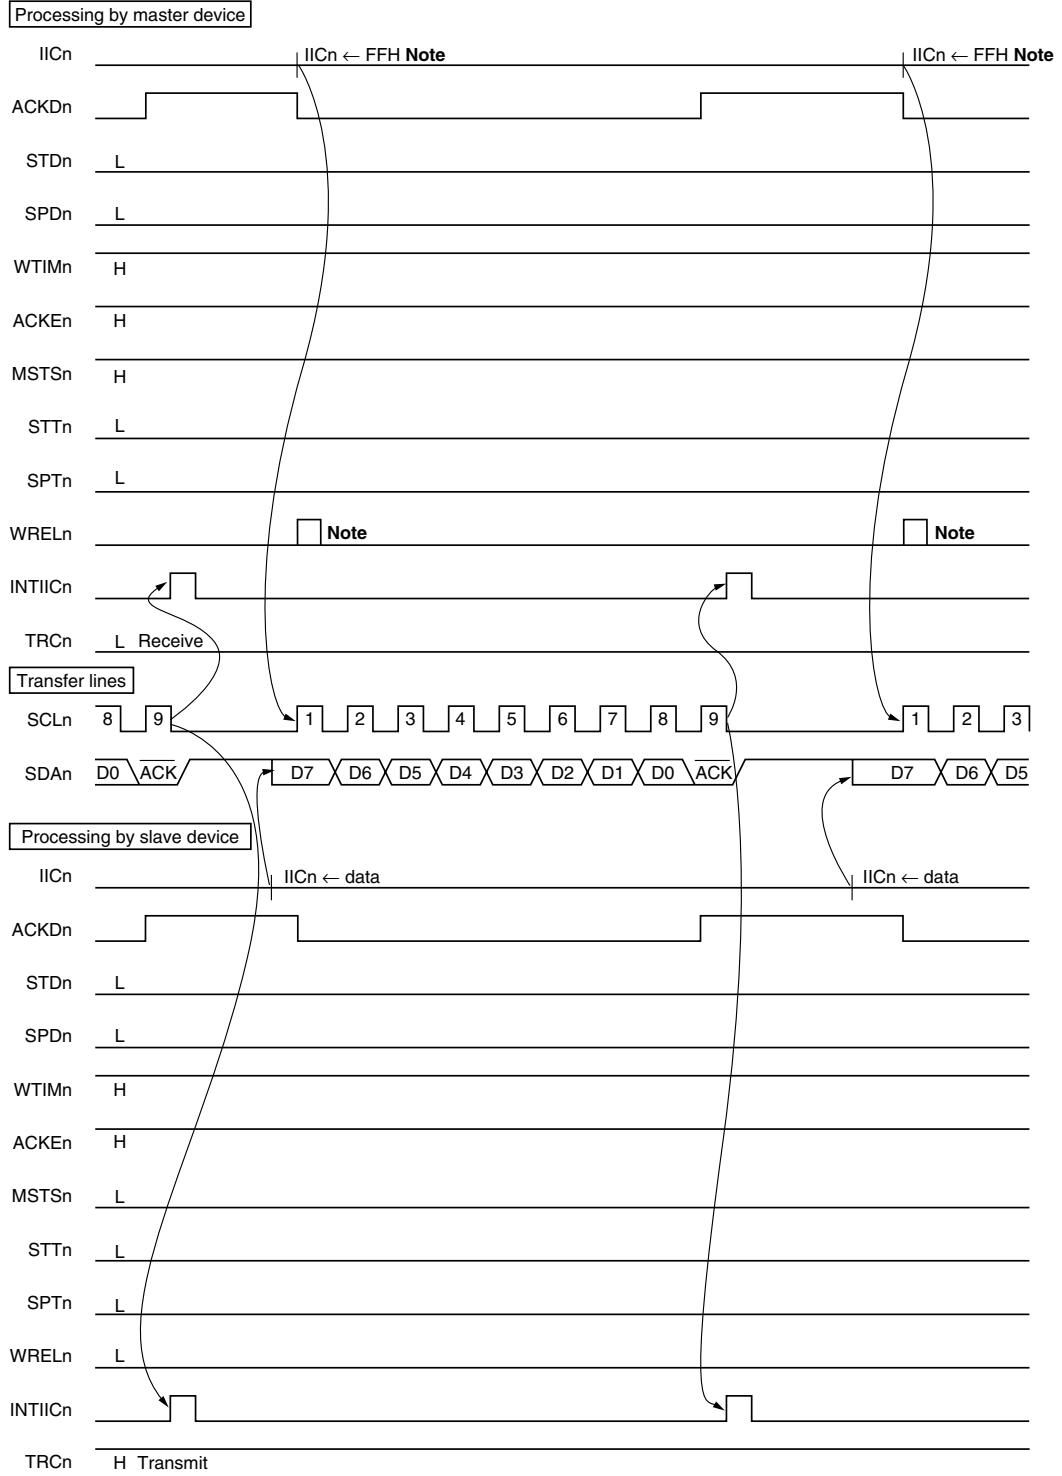 Processing by master device
IICn IICn ← FFH Note IICn ← FFH Note
ACKDn
STDn L
SPDn L
WTIMn H
ACKEn H
MSTSn H
STTn L
SPTn L
WRELn Note Note
INTIICn
TRCn L Receive
Transfer lines
SCLn 8 9 1 2 3 4 5 6 7 8 9 1 2 3
SDAn D0 ACK D7 D6 D5 D4 D3 D2 D1 D0 ACK D7 D6 D5
Processing by slave device
IICn IICn ← data IICn ← data
ACKDn
STDn L
SPDn L
WTIMn H
ACKEn H
MSTSn L
STTn L
SPTn L
WRELn L
INTIICn
TRCn H Transmit